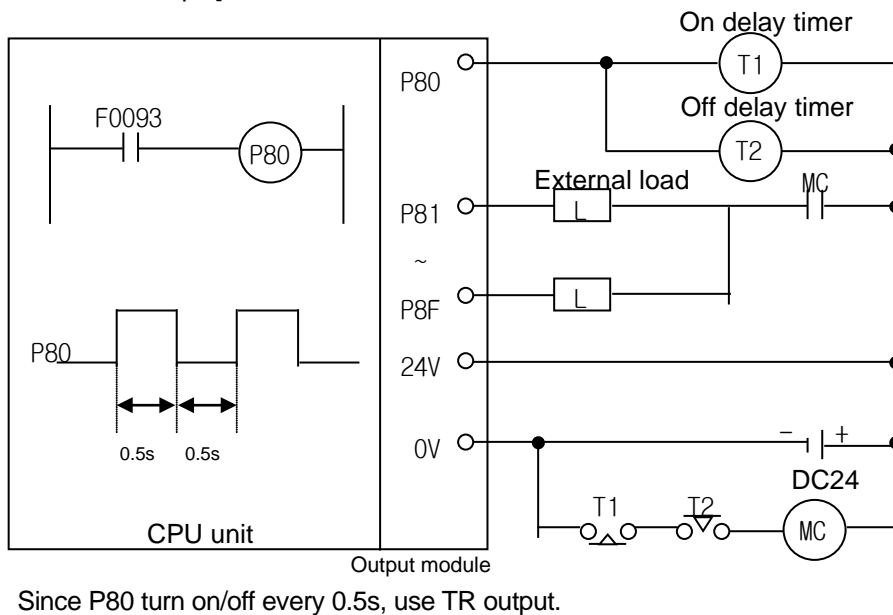 On delay timer
P80 T1
F0093 Off delay timer
P80 T2
External load MC
P81 L
~
P8F L
P80 24V
0.5s 0.5s 0V - +
DC24
T1 T2 MC
CPU unit
Output module
Since P80 turn on/off every 0.5s, use TR output.